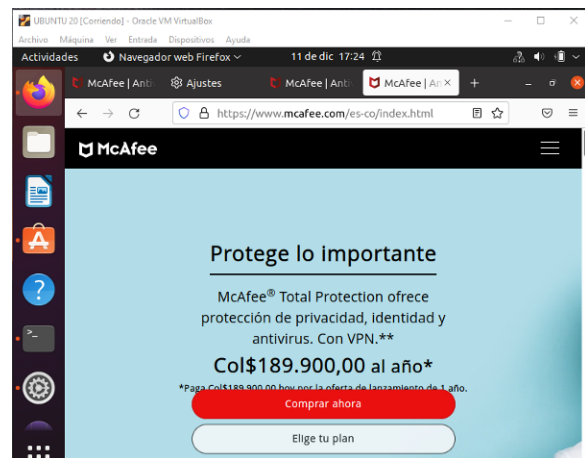 UBUNTU 20 [Corriendo] - Oracle VM VirtualBox
Archivo Máquina Ver Entrada Dispositivos Ayuda
Actividades Navegador web Firefox 11 de dic 17:24
McAfee | Anti Ajustes McAfee | Anti McAfee | An
https://www.mcafee.com/es-co/index.html
McAfee
Protege lo importante
McAfee® Total Protection ofrece
protección de privacidad, identidad y
antivirus. Con VPN.**
Col$189.900,00 al año*
*Paga Col$189.900,00 hoy por la oferta de lanzamiento de 1 año.
Comprar ahora
Elige tu plan